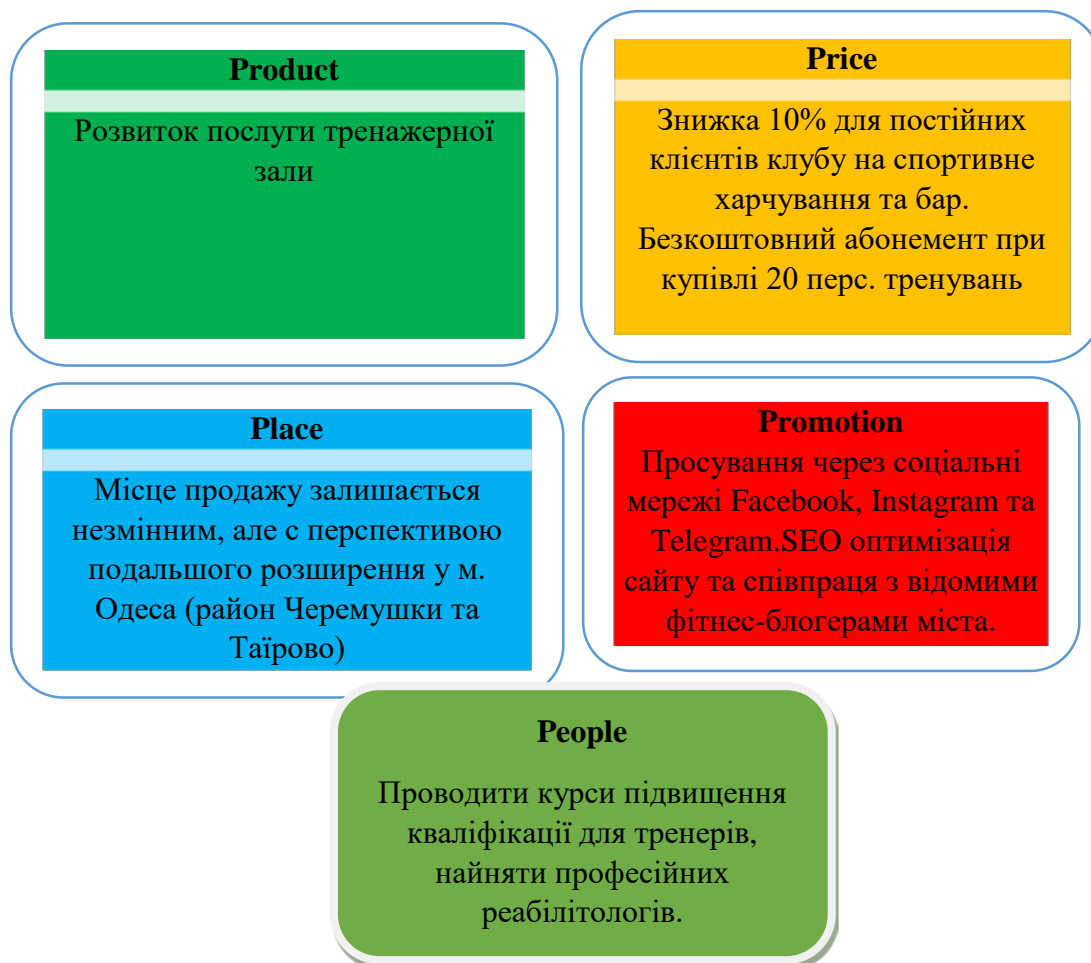 Product
Розвиток послуги тренажерної
зали
Price
Знижка 10% для постійних
клієнтів клубу на спортивне
харчування та бар.
Безкоштовний абонемент при
купівлі 20 перс. тренувань
Place
Місце продажу залишається
незмінним, але с перспективою
подальшого розширення у м.
Одеса (район Черемушки та
Таїрово)
Promotion
Просування через соціальні
мережі Facebook, Instagram та
Telegram.SEO оптимізація
сайту та співпраця з відомими
фітнес-блогерами міста.
People
Проводити курси підвищення
кваліфікації для тренерів,
найняти професійних
реабілітологів.